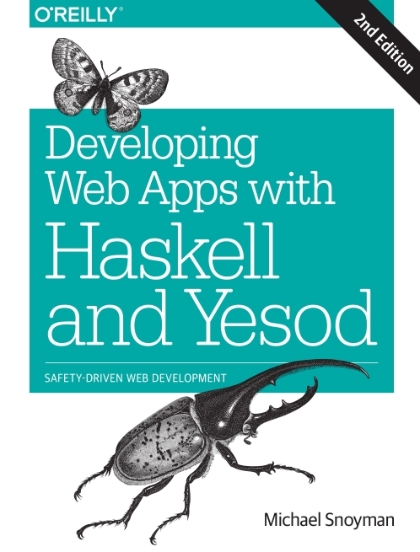 O'REILLY®
2nd Edition
Developing
Web Apps with
Haskell
and Yesod
SAFETY-DRIVEN WEB DEVELOPMENT
Michael Snoyman